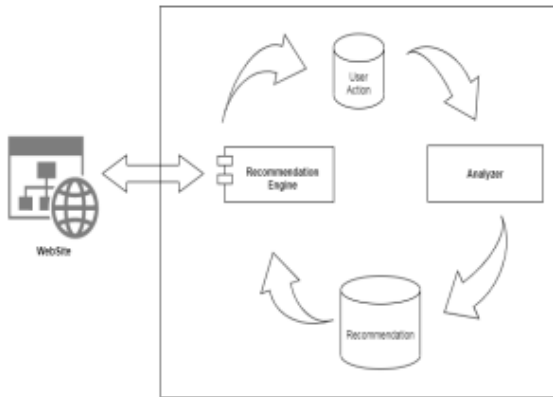 User
Action
Recommendation
Engine
Analyzer
WebSite
Recommendation